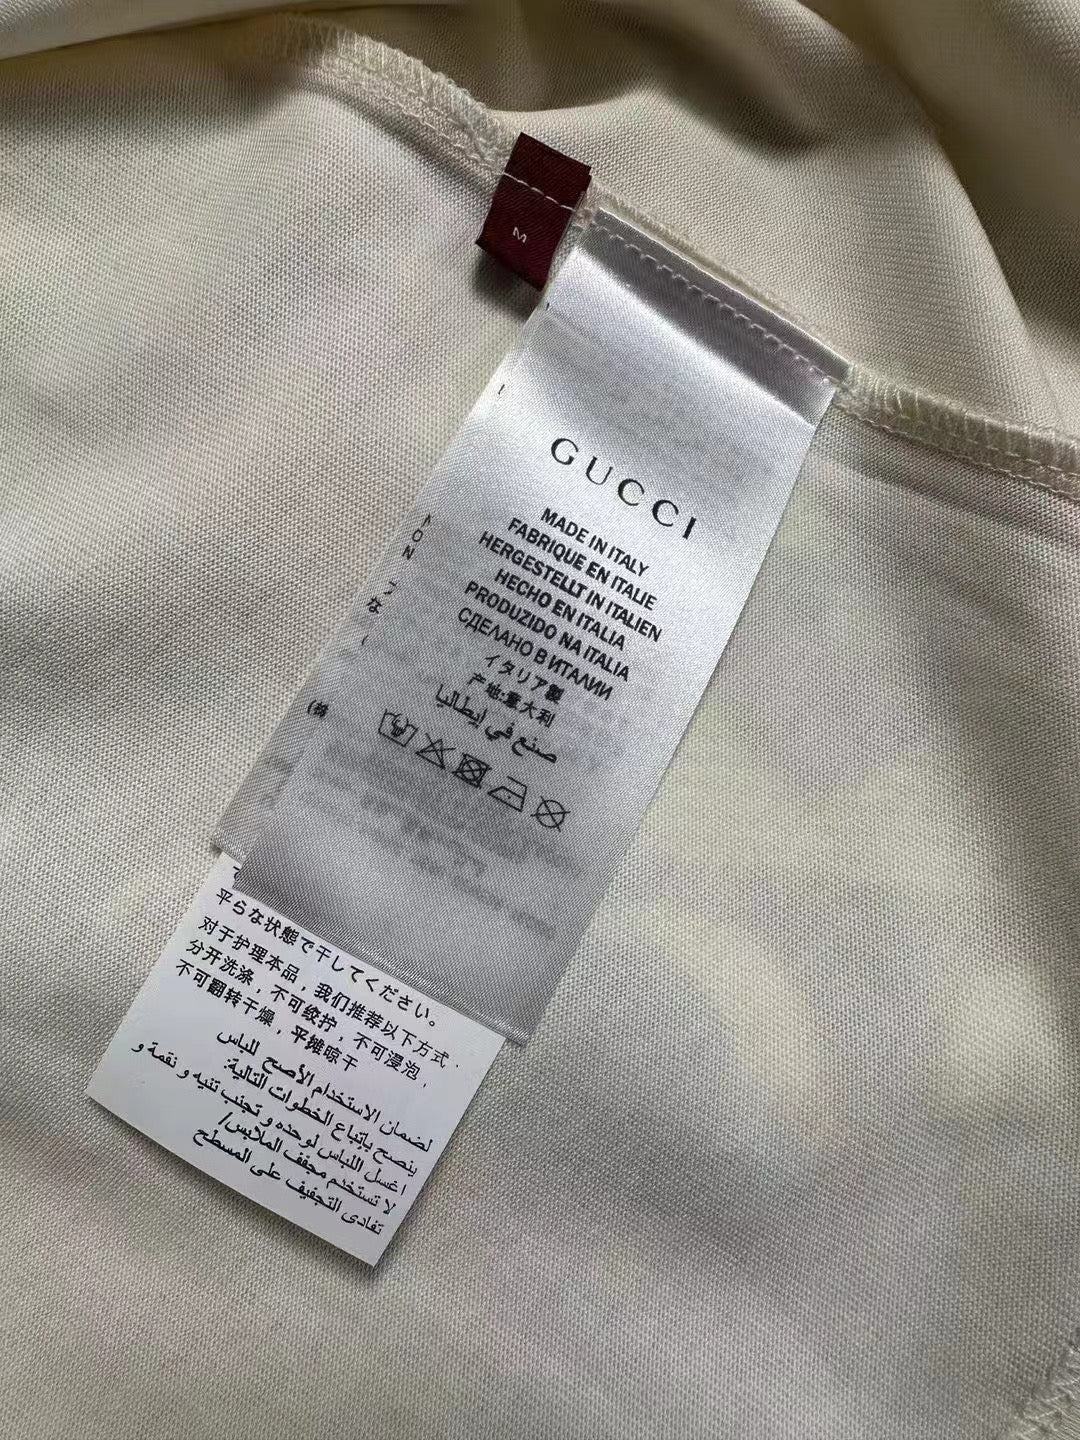 M
GUCCI
MADE IN ITALY
FABRIQUE EN ITALIE
HERGESTELLT IN ITALIEN
HECHO EN ITALIA
PRODUZIDO NA ITALIA
СДЕЛАНО В ИТАЛИИ
イタリア製
产地:意大利
صنع في إيطاليا
平らな状態で干してください。
对于护理本品，我们推荐以下方式．
分开洗涤，不可绞拧，不可浸泡，
不可翻转干燥，平摊晾干
لضمان الاستخدام الأصح للباس
ينصح بإتباع الخطوات التالية:
اغسل اللباس لوحده و تجنب تنيه و نقمة و
لا تستخدم مجفف الملابس/
تفادى التجفيف على المسطح